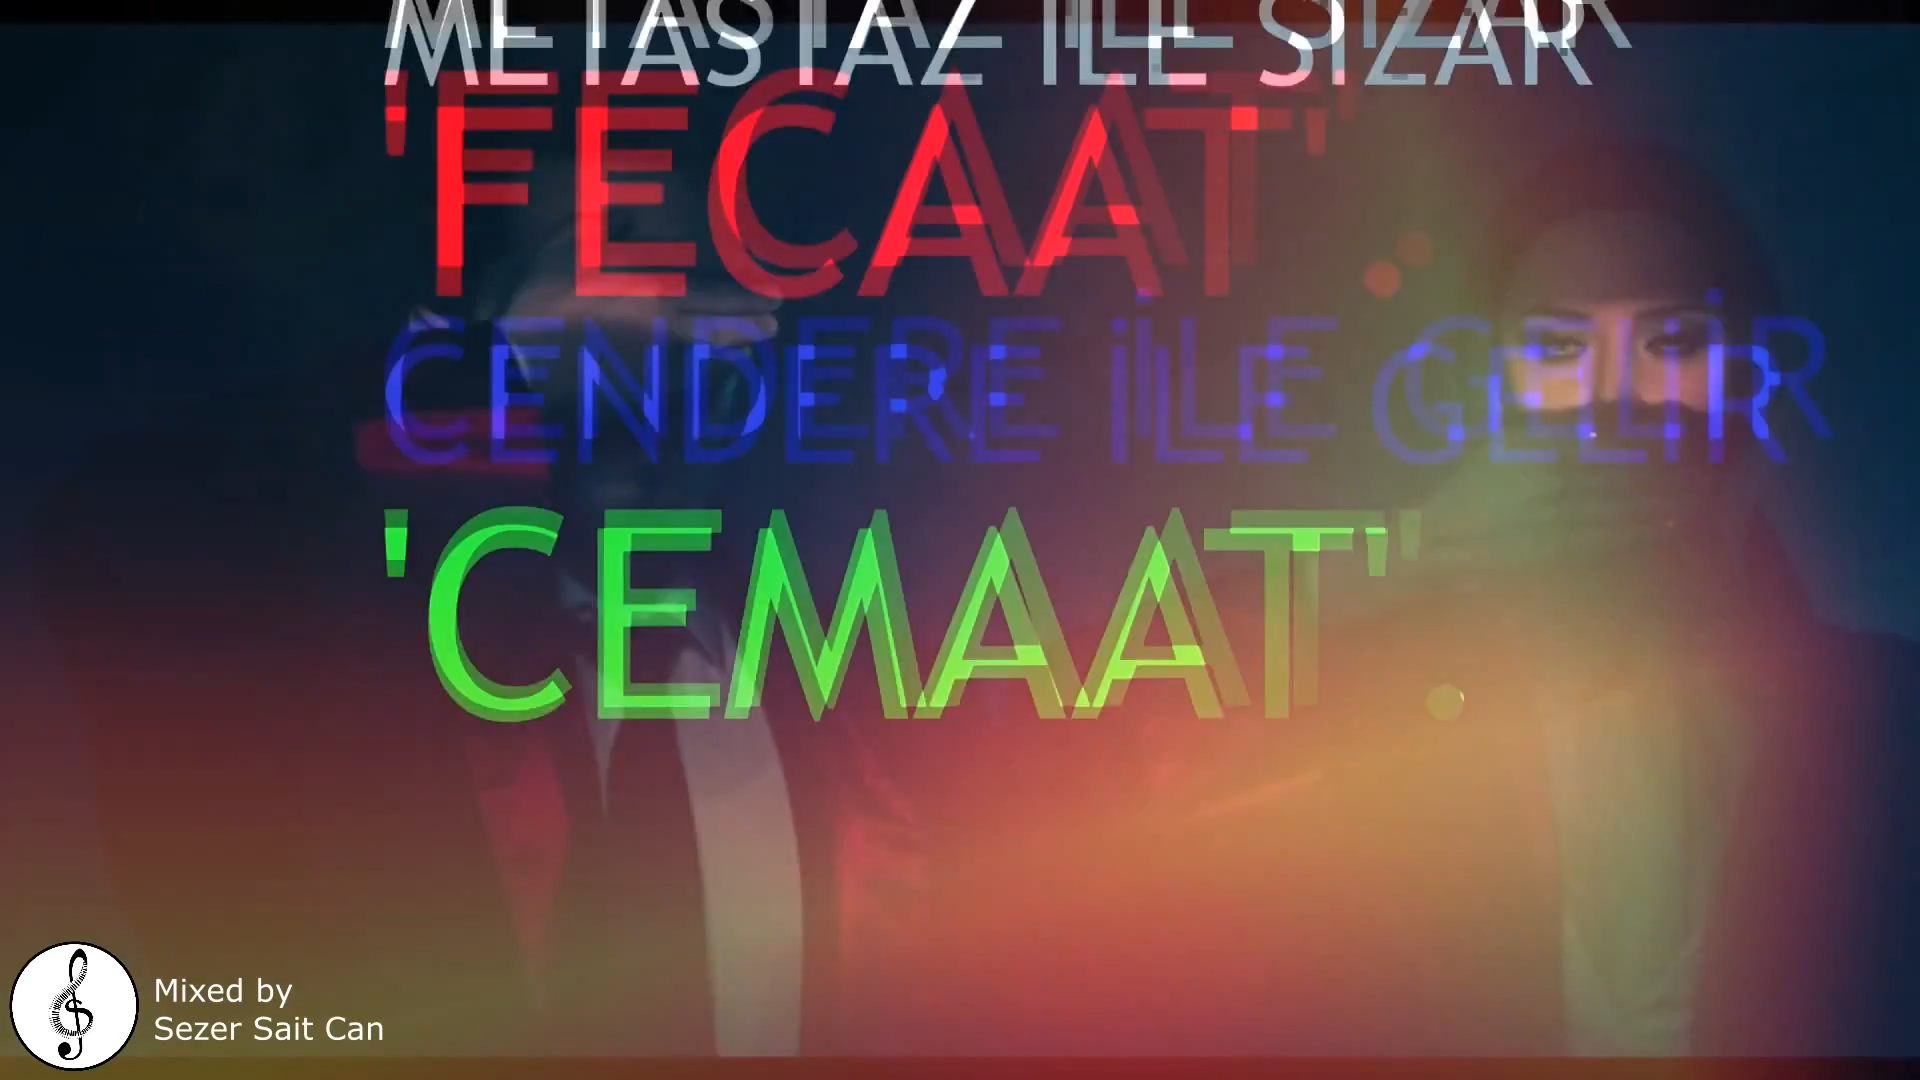 METASTAZ İLE SIZAR
'FECAAT' .
CENDERE İLE GELİR
'CEMAAT' .
Mixed by
Sezer Sait Can